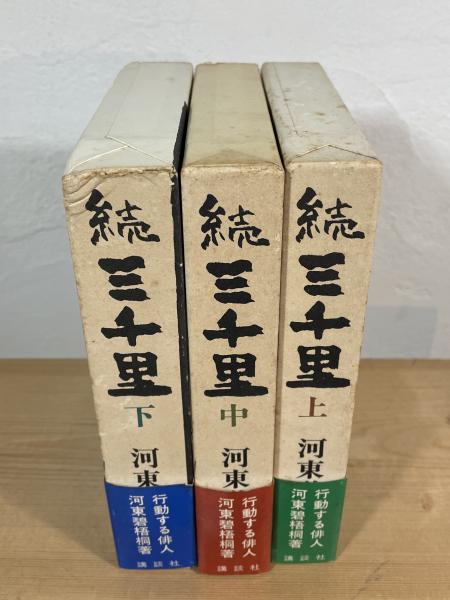 続
三千里
上
河東
行動する俳人
河東碧梧桐著
講談社
続
三千里
中
河東
行動する俳人
河東碧梧桐著
講談社
続
三千里
下
河東
行動する俳人
河東碧梧桐著
講談社